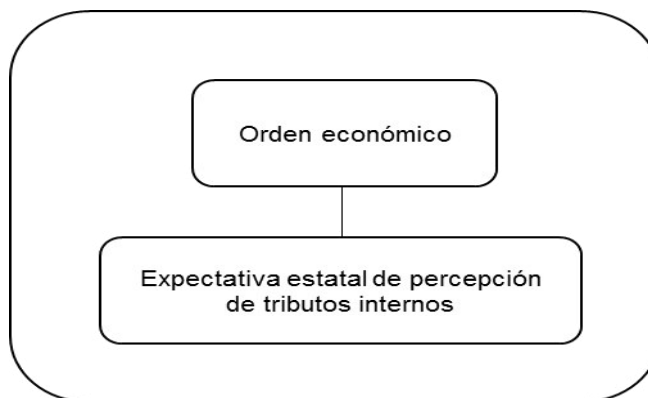 Orden económico
Expectativa estatal de percepción
de tributos internos